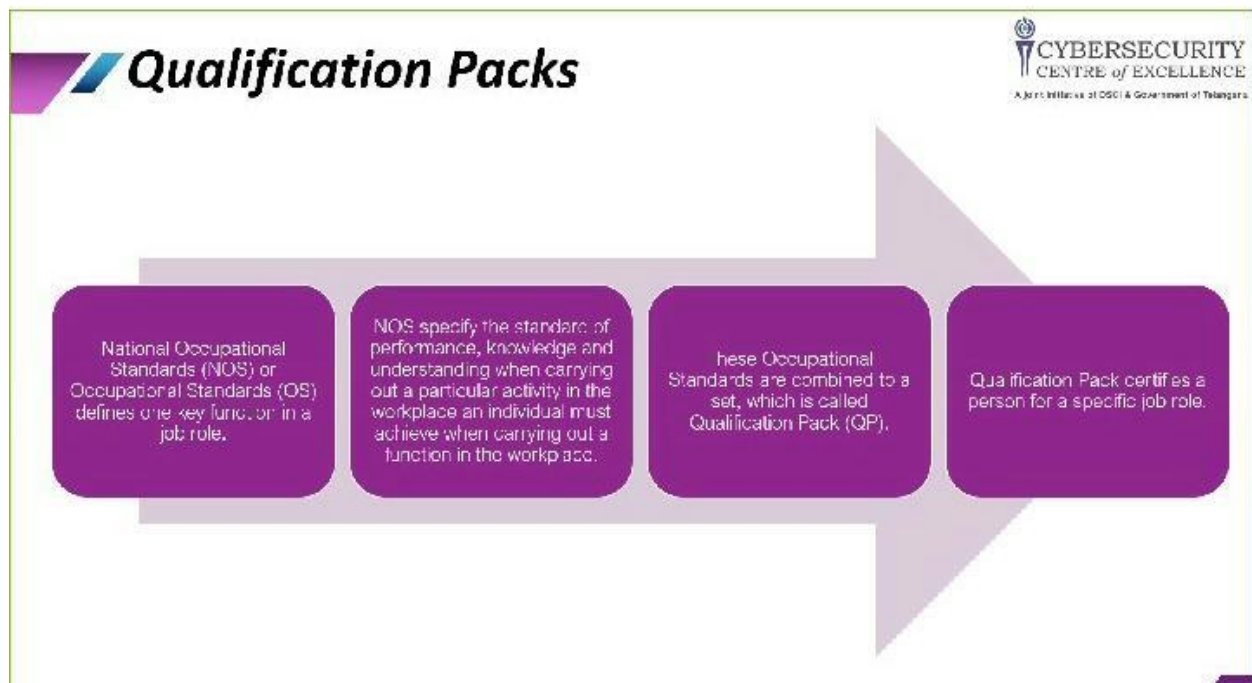 Qualification Packs
CYBERSECURITY
CENTRE of EXCELLENCE
A Joint Initiative of DSCI & Government of Telangana
National Occupational
Standards (NOS) or
Occupational Standards (OS)
defines one key function in a
job role.
NOS specify the standard of
performance, knowledge and
understanding when carrying
out a particular activity in the
workplace an individual must
achieve when carrying out a
function in the workplace.
hese Occupational
Standards are combined to a
set, which is called
Qualification Pack (QP).
Qualification Pack certifies a
person for a specific job role.